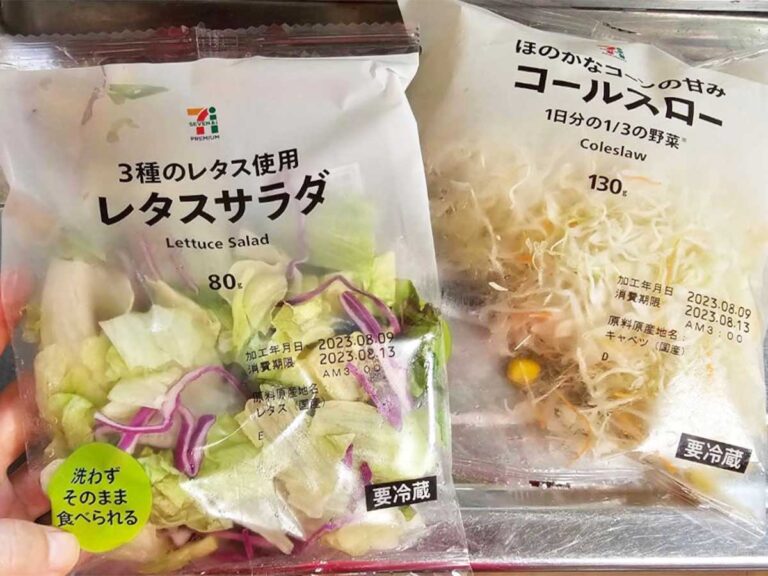 SEVEN&i
PREMIUM
3種のレタス使用
レタスサラダ
Lettuce Salad
80g
加工年月日 2023.08.09
消費期限 2023.08.13
AM3:00
原料原産地名:
レタス(国産)
E
洗わず
そのまま
食べられる
要冷蔵
ほのかなコーンの甘み
コールスロー
1日分の1/3の野菜※
Coleslaw
130g
加工年月日 2023.08.09
消費期限 2023.08.13
AM3:00
原料原産地名:
キャベツ(国産)
D
要冷蔵